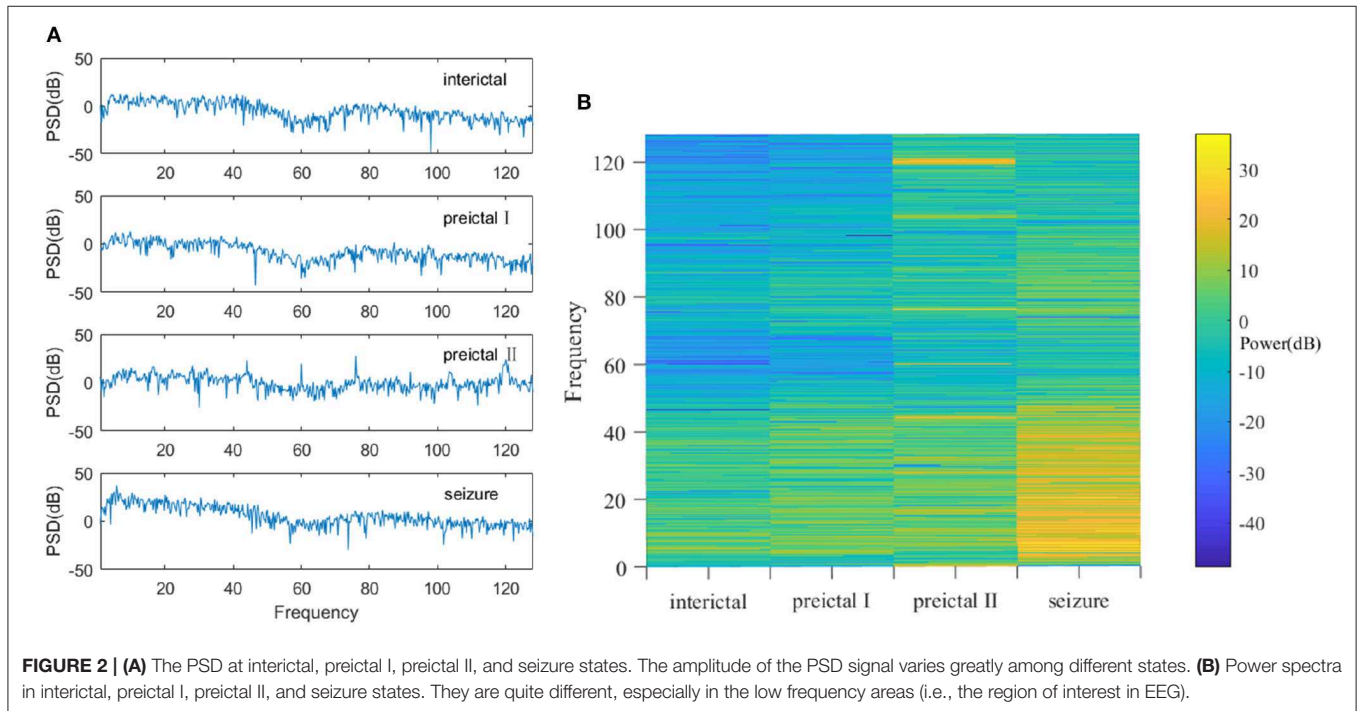 A
50
0
-50
PSD(dB)
interictal
20 40 60 80 100 120
50
0
-50
PSD(dB)
preictal I
20 40 60 80 100 120
50
0
-50
PSD(dB)
preictal II
20 40 60 80 100 120
50
0
-50
PSD(dB)
seizure
20 40 60 80 100 120
Frequency
B
120
100
80
60
40
20
0
Frequency
interictal preictal I preictal II seizure
30
20
10
0
Power(dB)
-10
-20
-30
-40
FIGURE 2 | (A) The PSD at interictal, preictal I, preictal II, and seizure states. The amplitude of the PSD signal varies greatly among different states. (B) Power spectra
in interictal, preictal I, preictal II, and seizure states. They are quite different, especially in the low frequency areas (i.e., the region of interest in EEG).